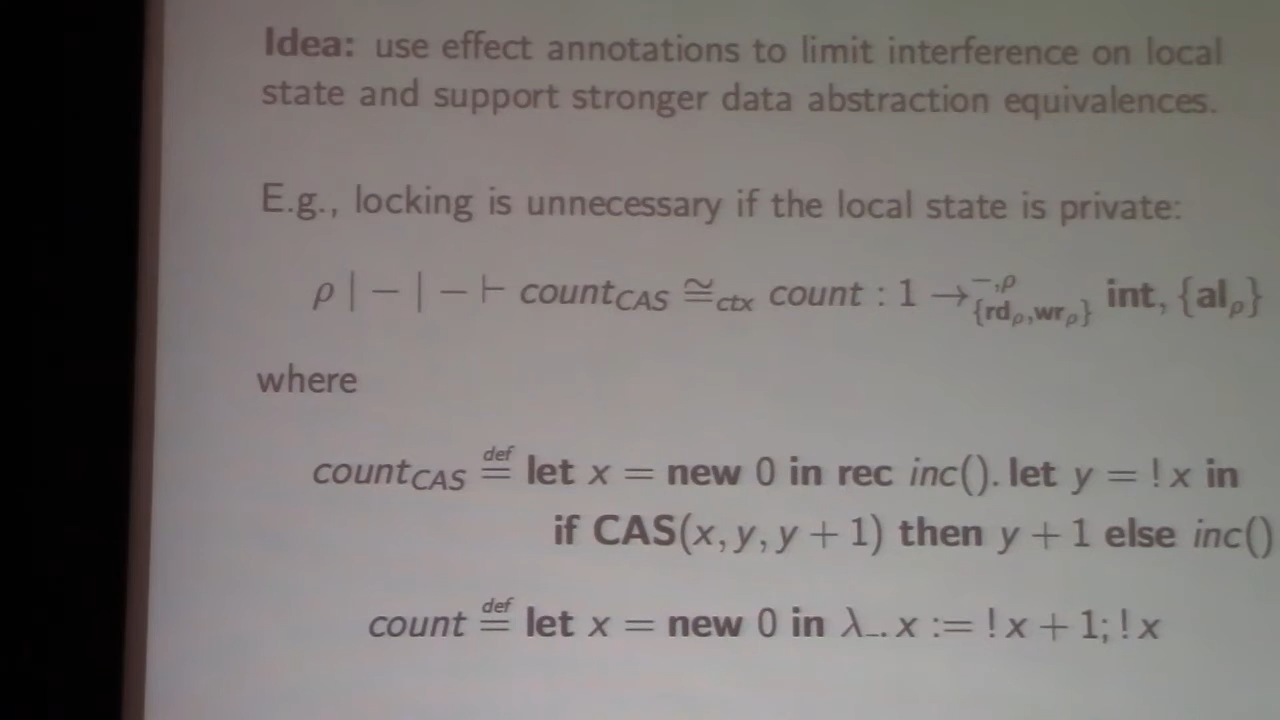 Idea: use effect annotations to limit interference on local
state and support stronger data abstraction equivalences.
E.g., locking is unnecessary if the local state is private:
ρ | − | − ⊢ count_CAS ≅_ctx count : 1 →^{−,ρ}_{{rd_ρ,wr_ρ}} int, {al_ρ}
where
count_CAS def= let x = new 0 in rec inc(). let y = !x in
if CAS(x, y, y + 1) then y + 1 else inc()
count def= let x = new 0 in λ_. x := !x + 1; !x